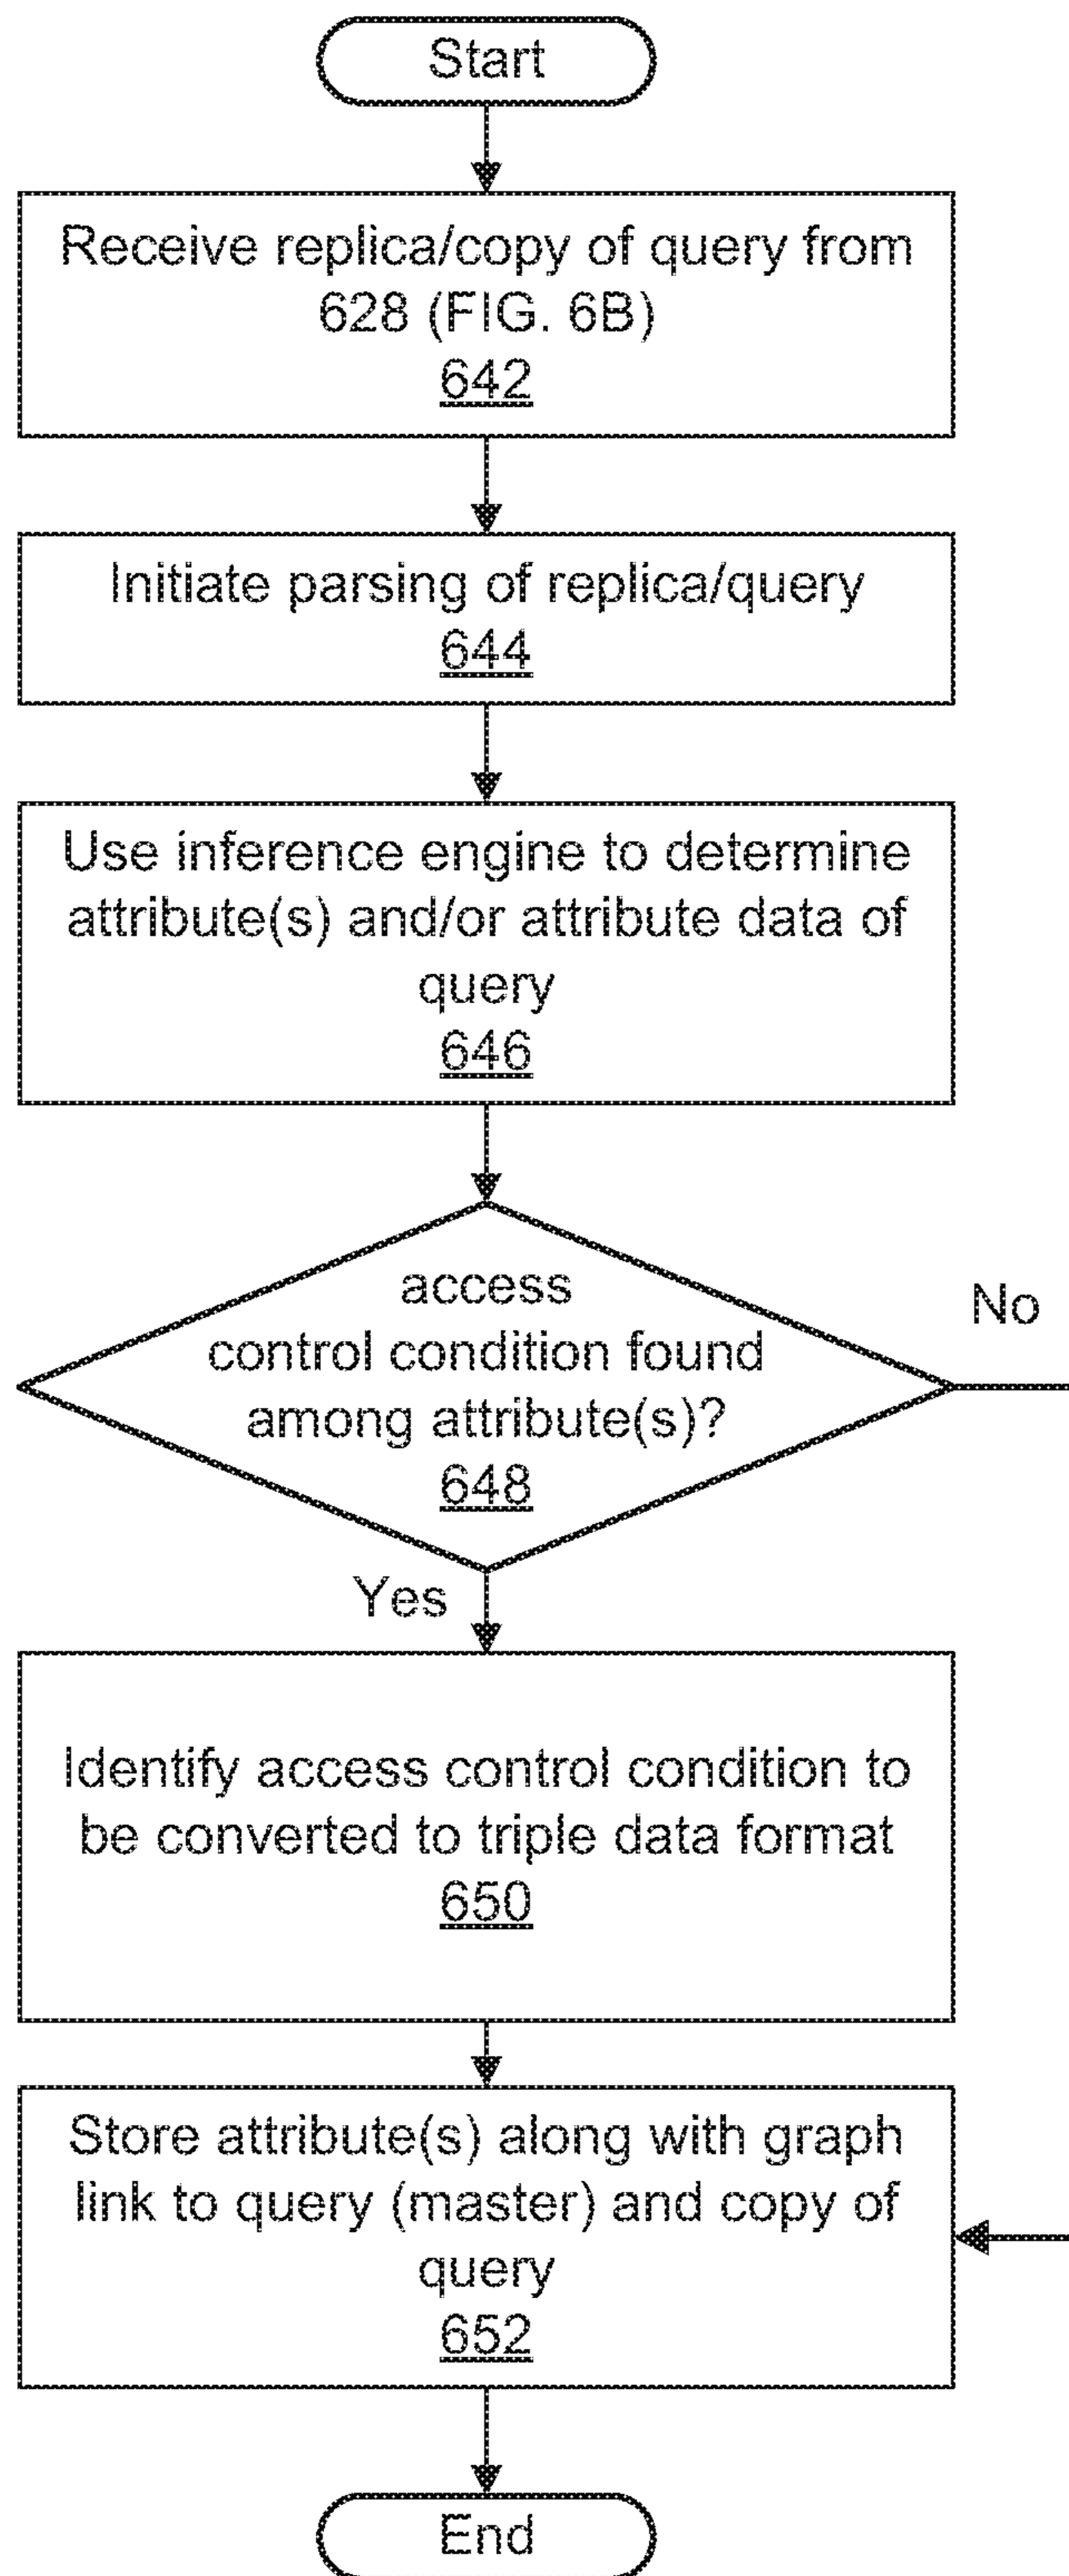 Start
Receive replica/copy of query from
628 (FIG. 6B)
642
Initiate parsing of replica/query
644
Use inference engine to determine
attribute(s) and/or attribute data of
query
646
access
control condition found
among attribute(s)?
648
No
Yes
Identify access control condition to
be converted to triple data format
650
Store attribute(s) along with graph
link to query (master) and copy of
query
652
End